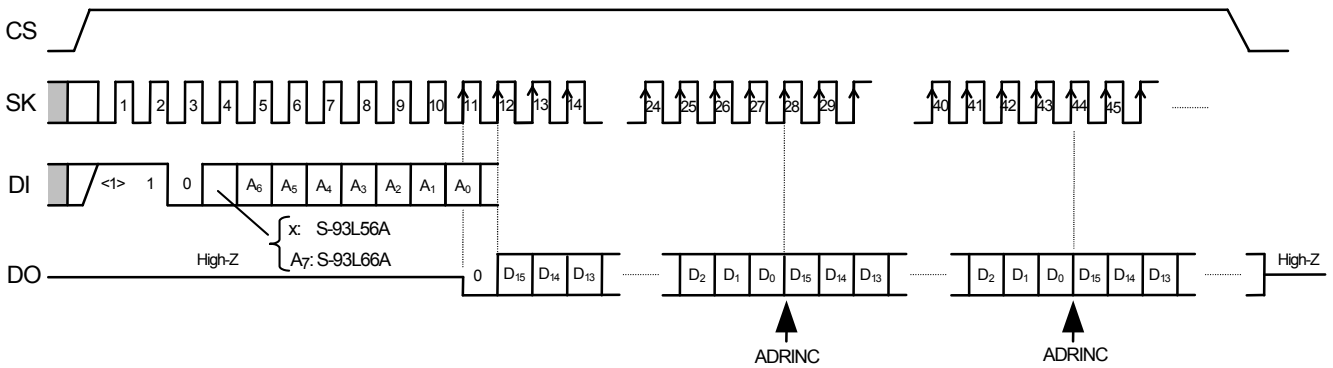 CS
SK 1 2 3 4 5 6 7 8 9 10 11 12 13 14 24 25 26 27 28 29 40 41 42 43 44 45
DI <1> 1 0 A6 A5 A4 A3 A2 A1 A0
x: S-93L56A
A7: S-93L66A
High-Z
DO 0 D15 D14 D13 D2 D1 D0 D15 D14 D13 D2 D1 D0 D15 D14 D13 High-Z
ADRINC ADRINC